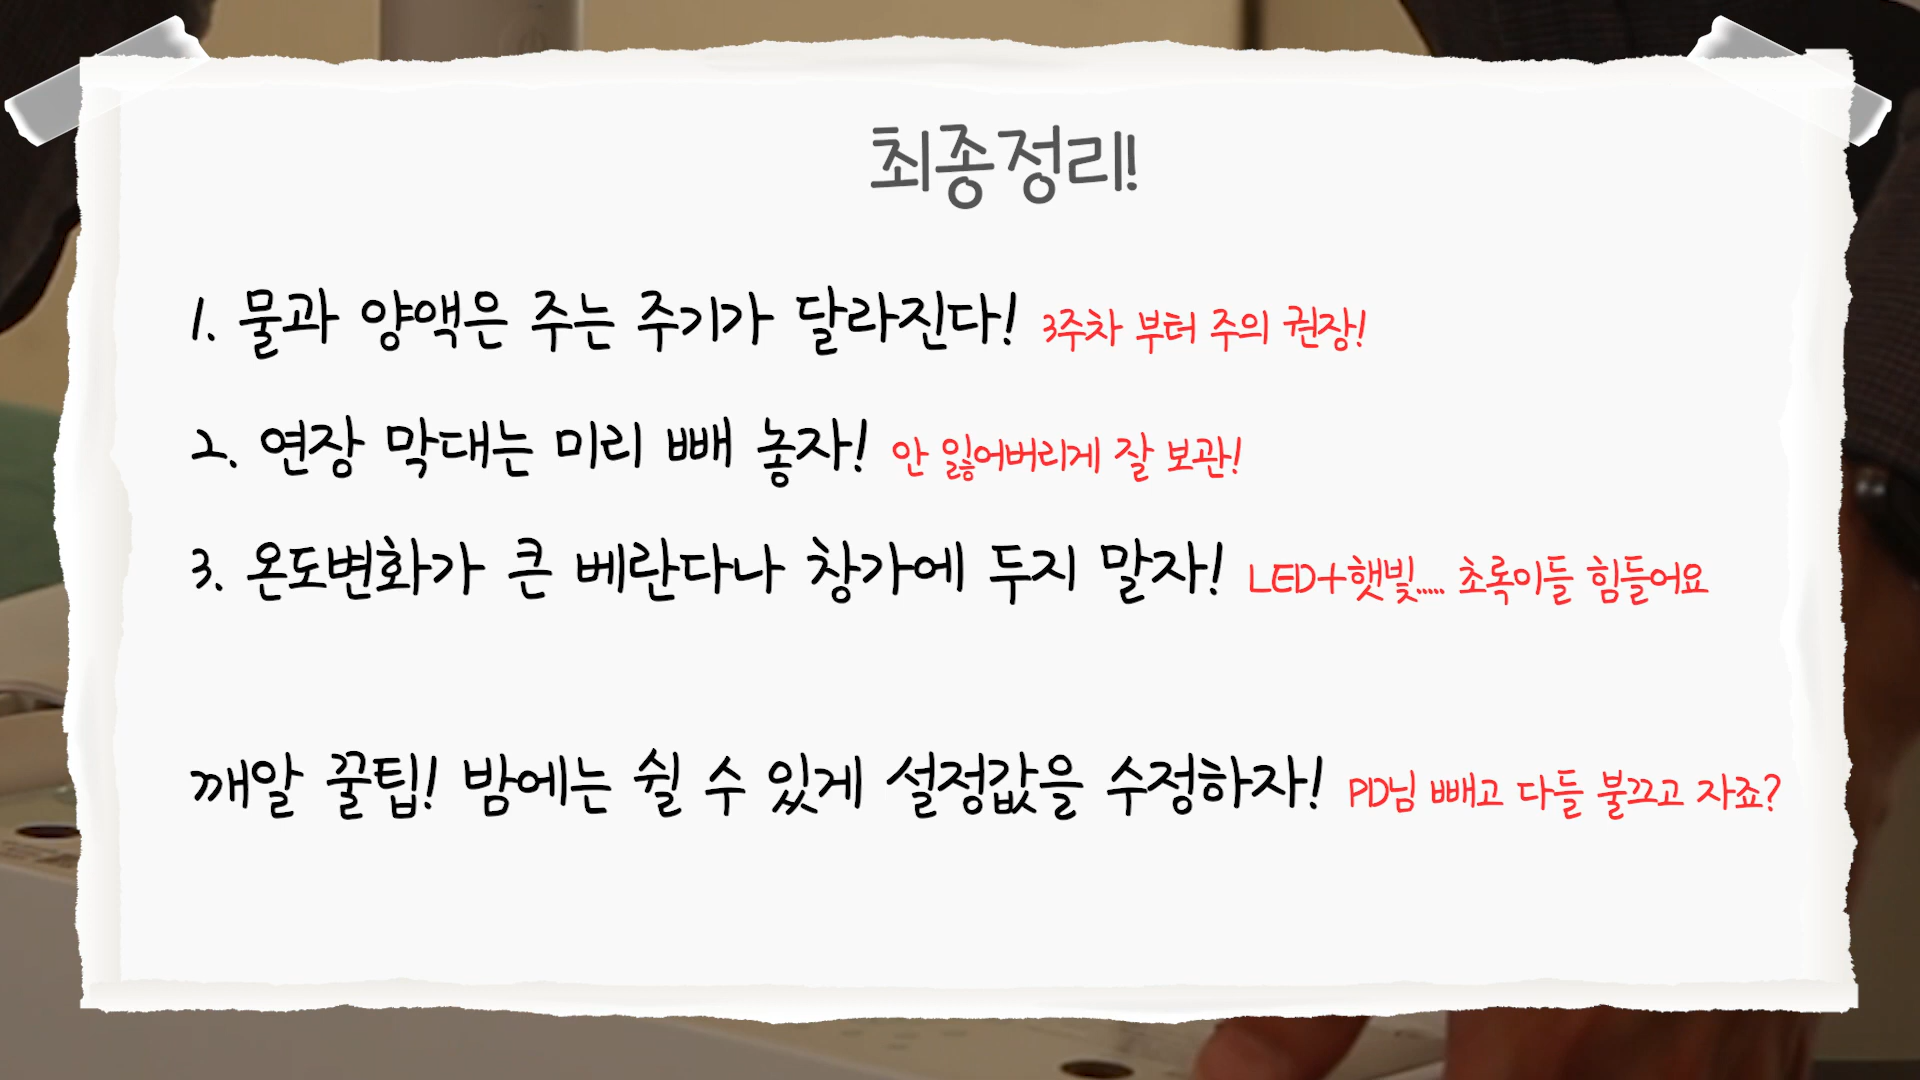 최종정리!
1. 물과 양액은 주는 주기가 달라진다! 3주차 부터 주의 권장!
2. 연장 막대는 미리 빼 놓자! 안 잃어버리게 잘 보관!
3. 온도변화가 큰 베란다나 창가에 두지 말자! LED+햇빛..... 초록이들 힘들어요
깨알 꿀팁! 밤에는 쉴 수 있게 설정값을 수정하자! PD님 빼고 다들 불끄고 자죠?